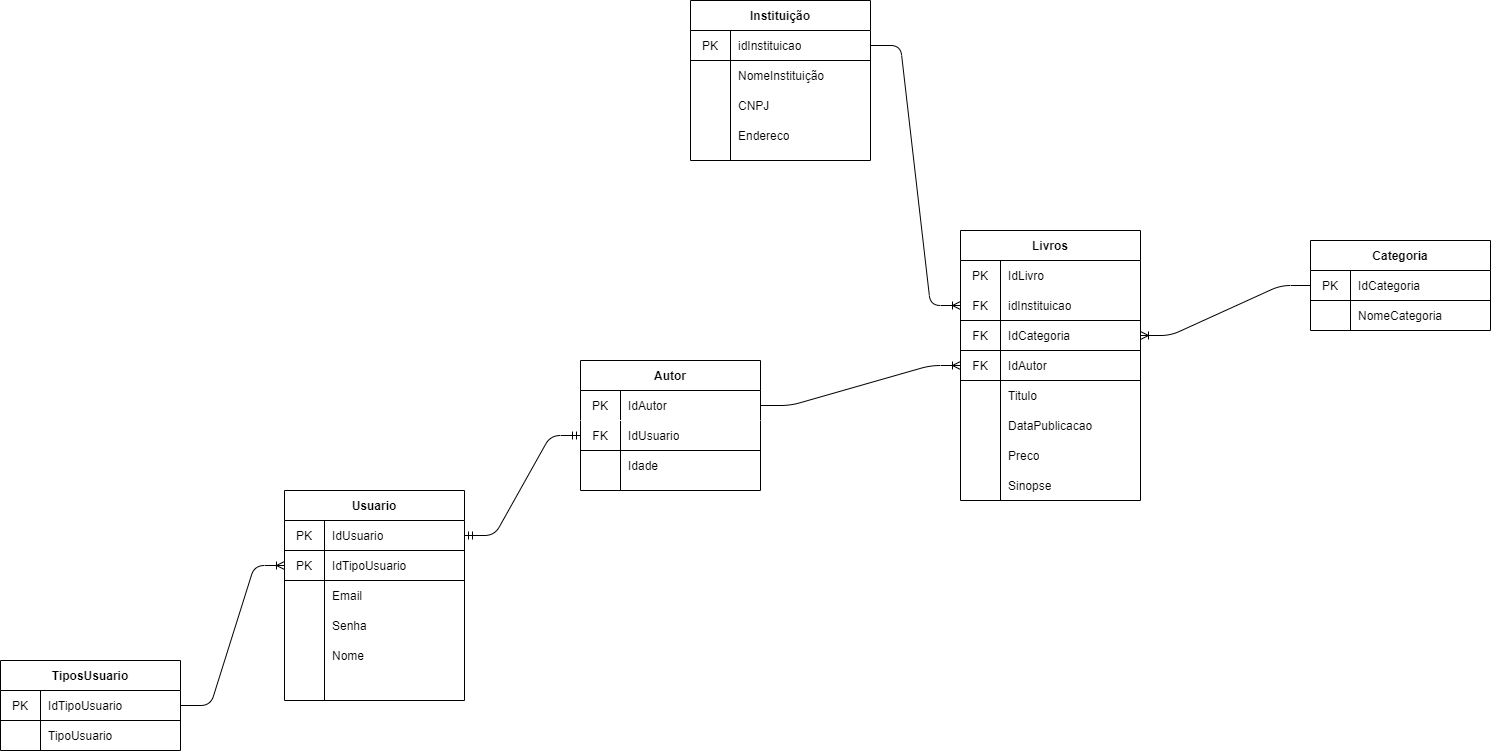 Instituição
PK idInstituicao
NomeInstituição
CNPJ
Endereco
Livros
PK IdLivro
FK idInstituicao
FK IdCategoria
FK IdAutor
Titulo
DataPublicacao
Preco
Sinopse
Categoria
PK IdCategoria
NomeCategoria
Autor
PK IdAutor
FK IdUsuario
Idade
Usuario
PK IdUsuario
PK IdTipoUsuario
Email
Senha
Nome
TiposUsuario
PK IdTipoUsuario
TipoUsuario